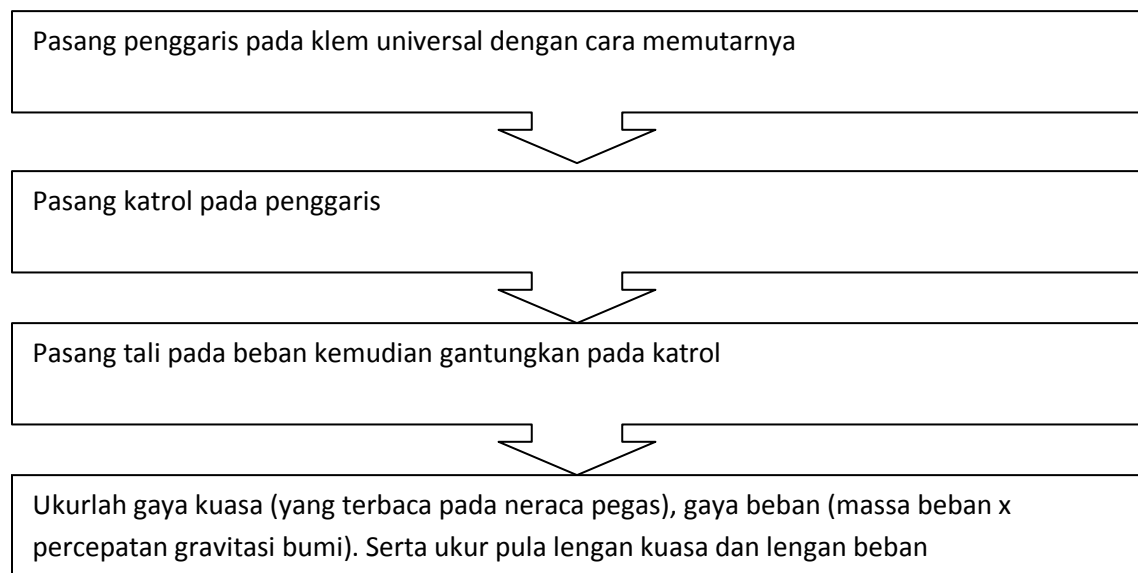 Pasang penggaris pada klem universal dengan cara memutarnya
Pasang katrol pada penggaris
Pasang tali pada beban kemudian gantungkan pada katrol
Ukurlah gaya kuasa (yang terbaca pada neraca pegas), gaya beban (massa beban x
percepatan gravitasi bumi). Serta ukur pula lengan kuasa dan lengan beban